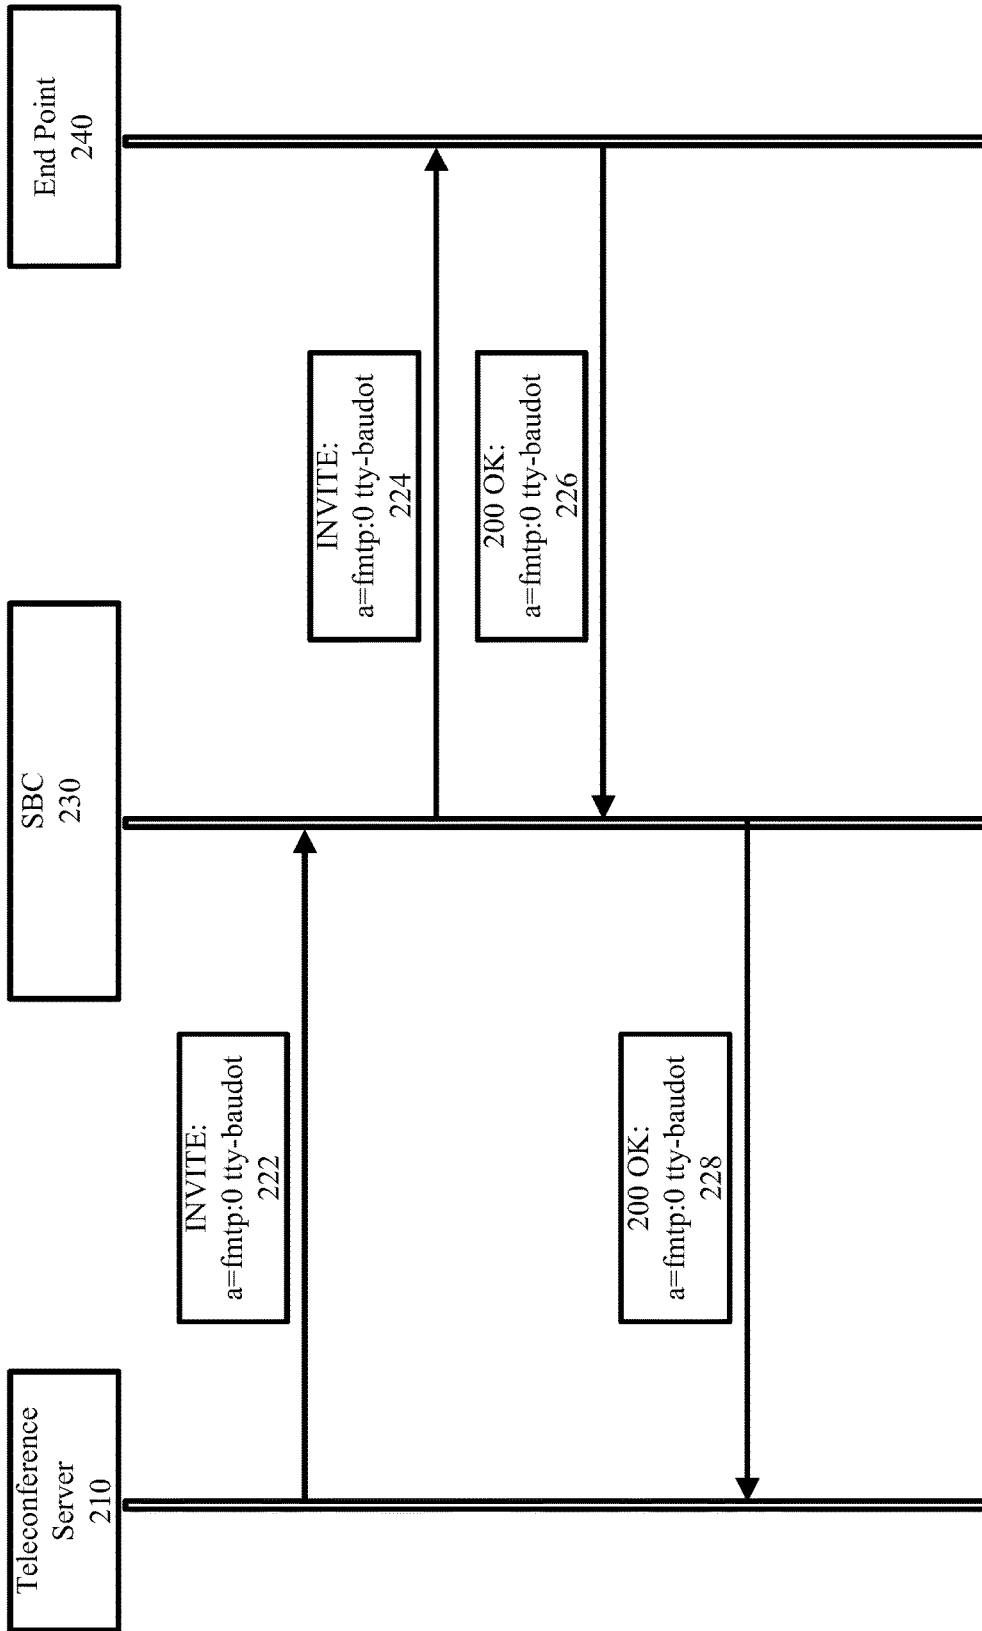 Teleconference
Server
210
SBC
230
End Point
240
INVITE:
a=fmtp:0 tty-baudot
222
INVITE:
a=fmtp:0 tty-baudot
224
200 OK:
a=fmtp:0 tty-baudot
226
200 OK:
a=fmtp:0 tty-baudot
228